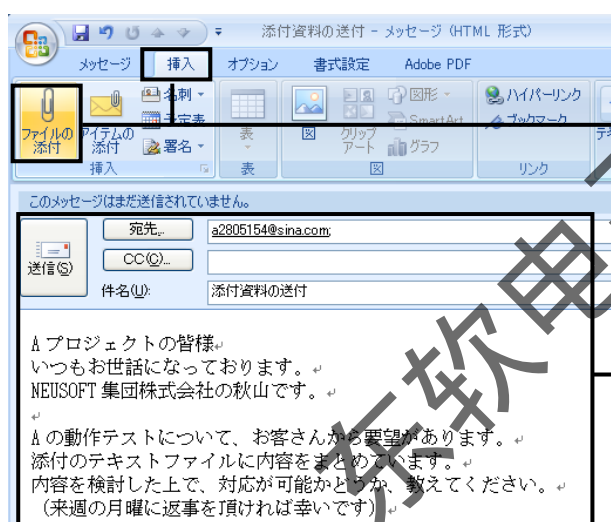 添付資料の送付 - メッセージ (HTML 形式)
メッセージ 挿入 オプション 書式設定 Adobe PDF
ファイルの添付 アイテムの添付 名刺 予定表 署名
表 図 クリップアート 図形 SmartArt グラフ
ハイパーリンク ブックマーク
挿入 表 図 リンク
このメッセージはまだ送信されていません。
送信(S)
宛先... a2805154@sina.com;
CC(C)...
件名(U): 添付資料の送付
A プロジェクトの皆様
いつもお世話になっております。
NEUSOFT 集団株式会社の秋山です。
A の動作テストについて、お客さんから要望があります。
添付のテキストファイルに内容をまとめています。
内容を検討した上で、対応が可能かどうか、教えてください。
(来週の月曜に返事を頂ければ幸いです)
东软电